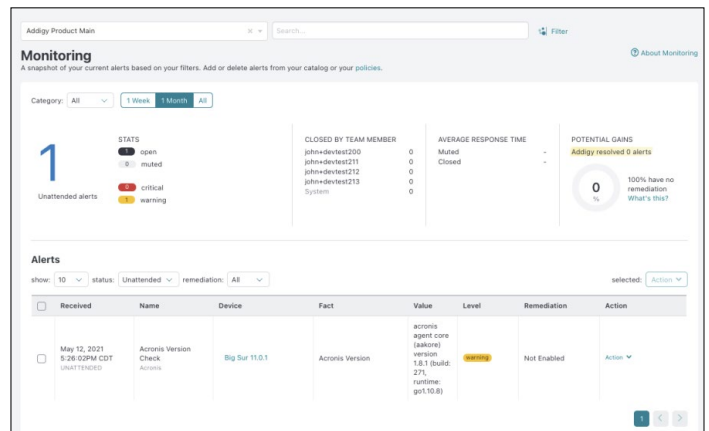 Addigy Product Main
Search...
Filter
Monitoring
About Monitoring
A snapshot of your current alerts based on your filters. Add or delete alerts from your catalog or your policies.
Category: All 1 Week 1 Month All
1
Unattended alerts
STATS
1 open
0 muted
0 critical
1 warning
CLOSED BY TEAM MEMBER
john+devtest200 0
john+devtest211 0
john+devtest212 0
john+devtest213 0
System 0
AVERAGE RESPONSE TIME
Muted -
Closed -
POTENTIAL GAINS
Addigy resolved 0 alerts
0
%
100% have no
remediation
What's this?
Alerts
show: 10 status: Unattended remediation: All selected: Action
Received Name Device Fact Value Level Remediation Action
May 12, 2021
5:26:02PM CDT
UNATTENDED
Acronis Version
Check
Acronis
Big Sur 11.0.1
Acronis Version
acronis
agent core
(aakore)
version
1.8.1 (build:
271,
runtime:
go1.10.8)
warning
Not Enabled
Action
1